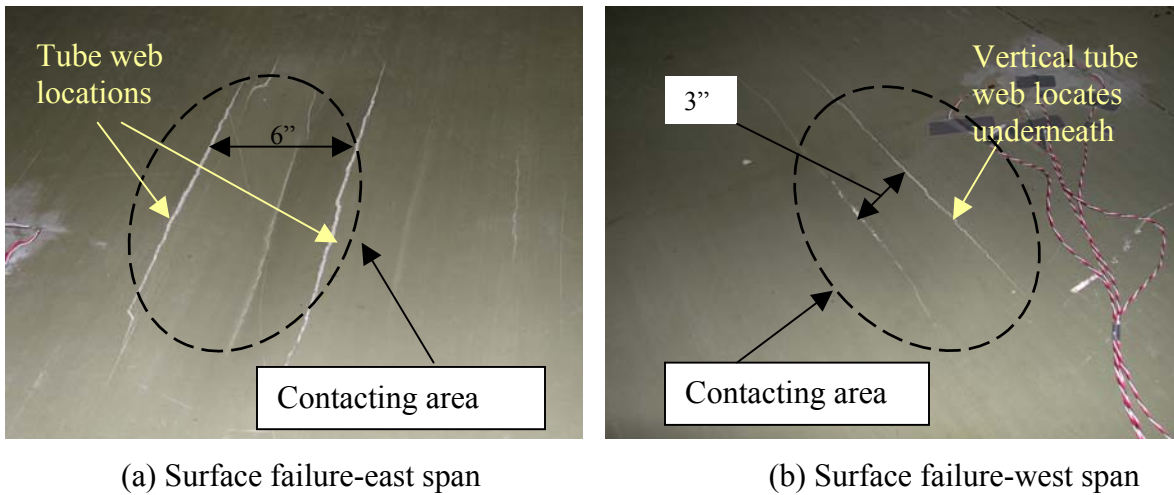 Tube web
locations
6”
Contacting area
3”
Vertical tube
web locates
underneath
Contacting area
(a) Surface failure-east span
(b) Surface failure-west span